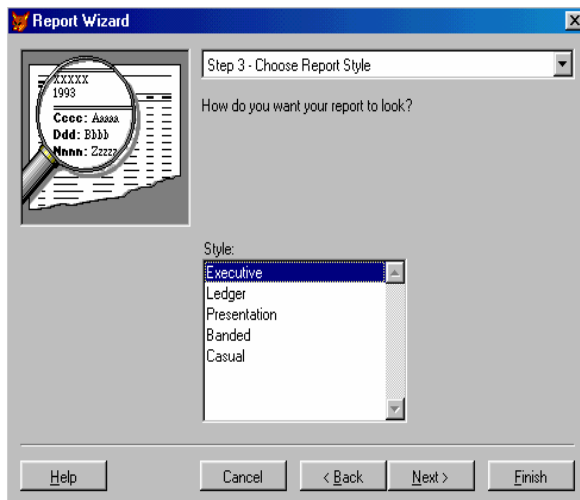 Report Wizard
XXXXX
1993
Cccc: Aaaaa
Ddd: Bbbb
Nnnn: Zzzzz
Step 3 - Choose Report Style
How do you want your report to look?
Style:
Executive
Ledger
Presentation
Banded
Casual
Help
Cancel
< Back
Next >
Finish